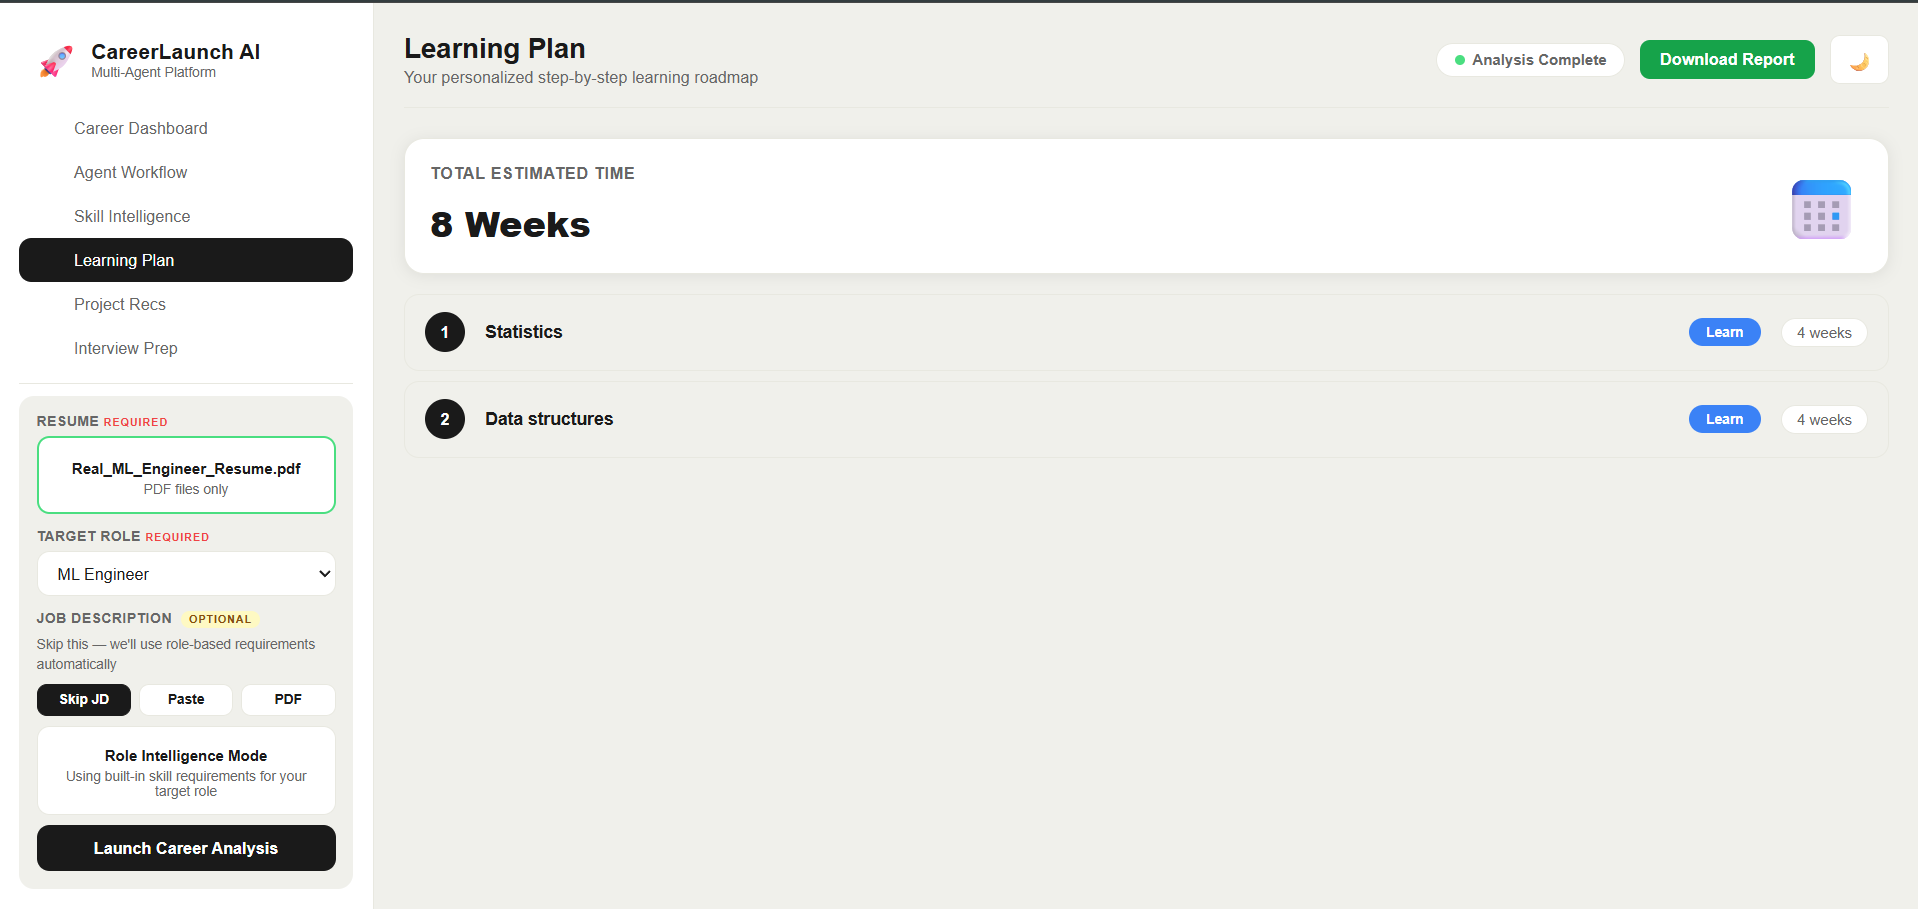 CareerLaunch AI
Multi-Agent Platform
Career Dashboard
Agent Workflow
Skill Intelligence
Learning Plan
Project Recs
Interview Prep
RESUME REQUIRED
Real_ML_Engineer_Resume.pdf
PDF files only
TARGET ROLE REQUIRED
ML Engineer
JOB DESCRIPTION OPTIONAL
Skip this — we'll use role-based requirements
automatically
Skip JD Paste PDF
Role Intelligence Mode
Using built-in skill requirements for your
target role
Launch Career Analysis
Learning Plan
Your personalized step-by-step learning roadmap
Analysis Complete
Download Report
TOTAL ESTIMATED TIME
8 Weeks
1 Statistics Learn 4 weeks
2 Data structures Learn 4 weeks